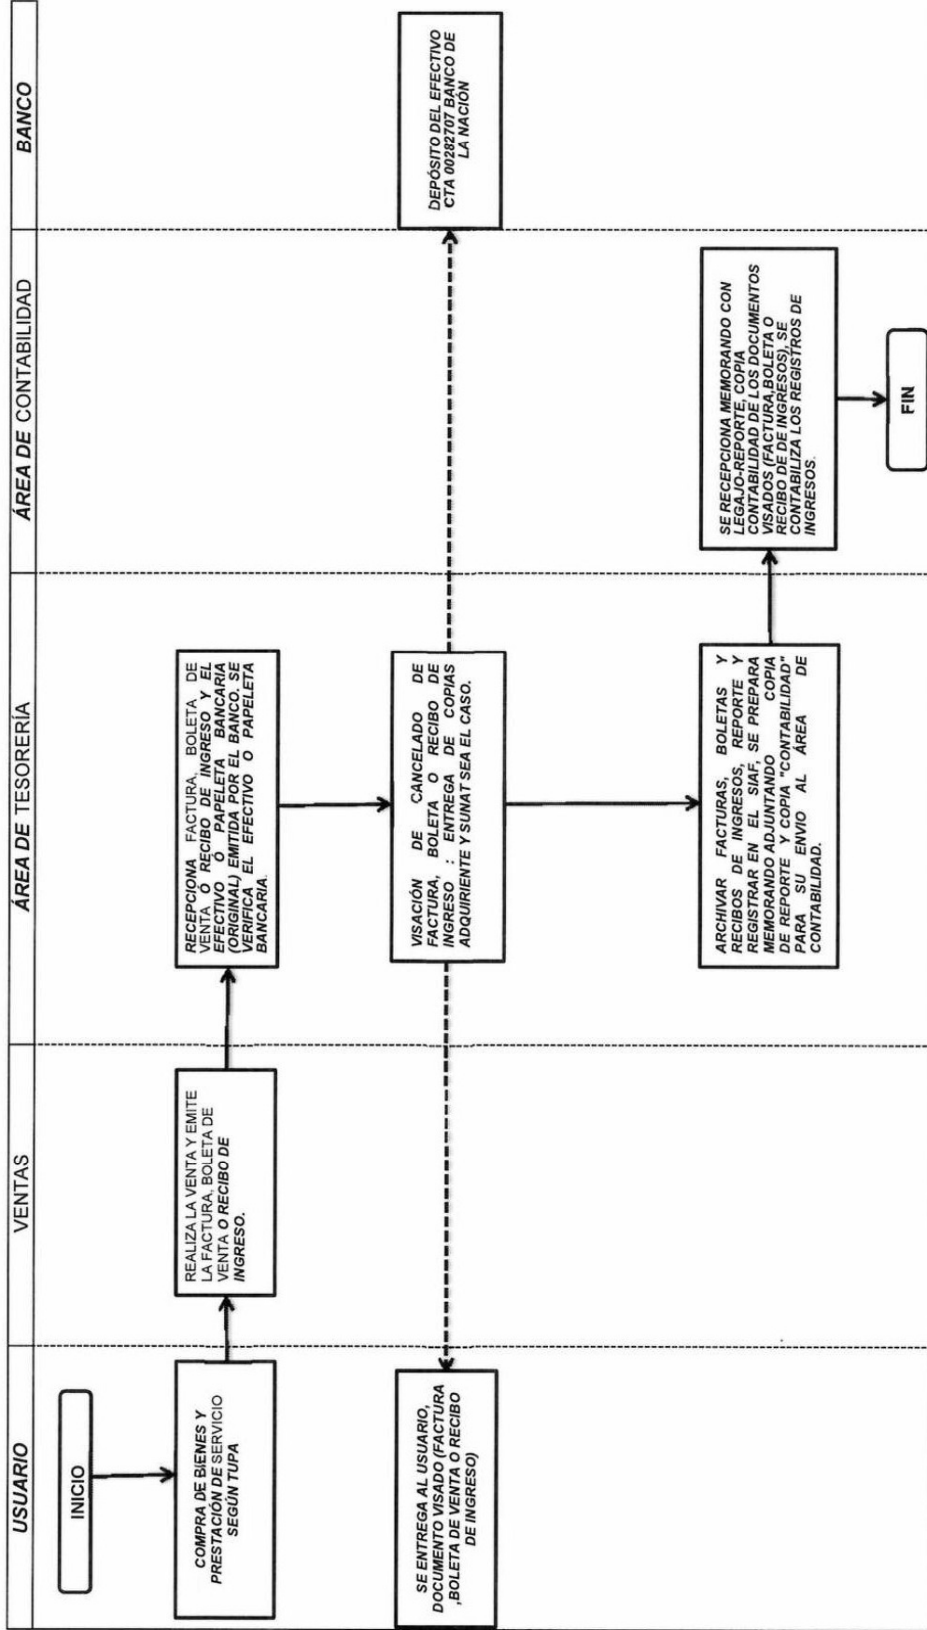 USUARIO
VENTAS
ÁREA DE TESORERÍA
ÁREA DE CONTABILIDAD
BANCO
INICIO
COMPRA DE BIENES Y
PRESTACIÓN DE SERVICIO
SEGÚN TUPA
REALIZA LA VENTA Y EMITE
LA FACTURA, BOLETA DE
VENTA O RECIBO DE
INGRESO.
RECEPCIONA FACTURA, BOLETA DE
VENTA Ó RECIBO DE INGRESO Y EL
EFECTIVO Ó PAPELETA BANCARIA
(ORIGINAL) EMITIDA POR EL BANCO. SE
VERIFICA EL EFECTIVO O PAPELETA
BANCARIA.
SE ENTREGA AL USUARIO,
DOCUMENTO VISADO (FACTURA
,BOLETA DE VENTA O RECIBO
DE INGRESO)
VISACIÓN DE CANCELADO DE
FACTURA, BOLETA O RECIBO DE
INGRESO : ENTREGA DE COPIAS
ADQUIRIENTE Y SUNAT SEA EL CASO.
DEPÓSITO DEL EFECTIVO
CTA 00282707 BANCO DE
LA NACIÓN
ARCHIVAR FACTURAS, BOLETAS Y
RECIBOS DE INGRESOS, REPORTE Y
REGISTRAR EN EL SIAF, SE PREPARA
MEMORANDO ADJUNTANDO COPIA
DE REPORTE Y COPIA "CONTABILIDAD"
PARA SU ENVIO AL ÁREA DE
CONTABILIDAD.
SE RECEPCIONA MEMORANDO CON
LEGAJO-REPORTE, COPIA
CONTABILIDAD DE LOS DOCUMENTOS
VISADOS (FACTURA,BOLETA O
RECIBO DE DE INGRESOS), SE
CONTABILIZA LOS REGISTROS DE
INGRESOS.
FIN